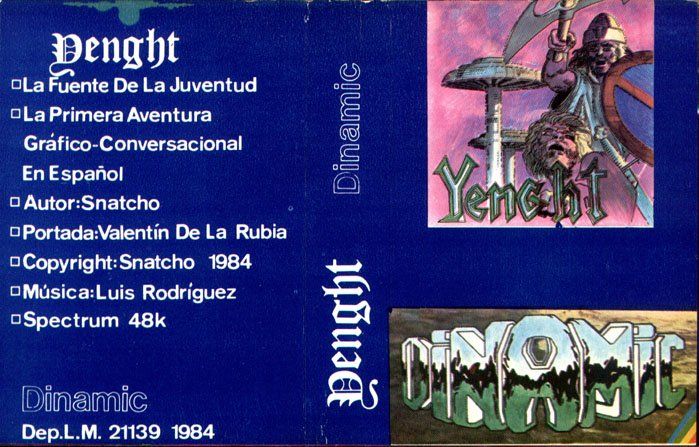 Yenght
La Fuente De La Juventud
La Primera Aventura
Gráfico-Conversacional
En Español
Autor:Snatcho
Portada:Valentín De La Rubia
Copyright:Snatcho 1984
Música:Luis Rodríguez
Spectrum 48k
Dinamic
Dep.L.M. 21139 1984
Dinamic
Yenght
Yenght
DiNAMiC